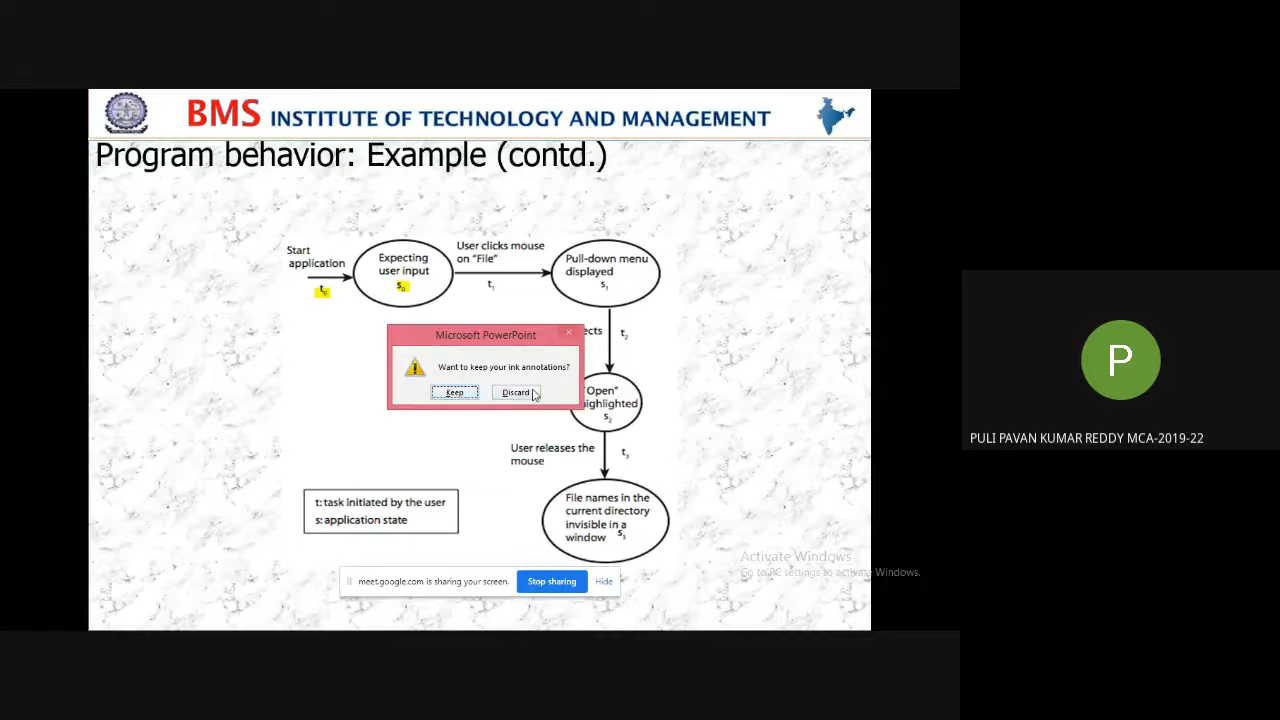 BMS INSTITUTE OF TECHNOLOGY AND MANAGEMENT
Program behavior: Example (contd.)
Start
application
t0
Expecting
user input
s0
User clicks mouse
on "File"
t1
Pull-down menu
displayed
s1
ects
t2
Microsoft PowerPoint
Want to keep your ink annotations?
Keep
Discard
"Open"
highlighted
s2
User releases the
mouse
t3
t: task initiated by the user
s: application state
File names in the
current directory
invisible in a
window s3
Activate Windows
Go to PC settings to activate Windows.
meet.google.com is sharing your screen.
Stop sharing
Hide
P
PULI PAVAN KUMAR REDDY MCA-2019-22